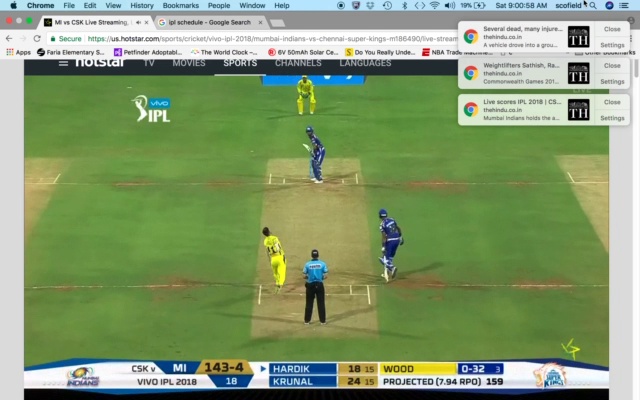 Chrome File Edit View History Bookmarks People Window Help 19% Sat 9:00:58 AM scofield
MI vs CSK Live Streaming,
ipl schedule - Google Search
Secure https://us.hotstar.com/sports/cricket/vivo-ipl-2018/mumbai-indians-vs-chennai-super-kings-m186490/live-stream
Apps Faria Elementary S... Petfinder Adoptabl... The World Clock –... 6V 50mAh Solar Ce... Do You Really Unde... NBA Trade Machine... Other Bookmarks
Several dead, many injure...
thehindu.co.in
A vehicle drove into a grou...
TH
Close
Settings
Weightlifters Sathish, Ra...
thehindu.co.in
Commonwealth Games 201...
TH
Close
Settings
Live scores IPL 2018 | CS...
thehindu.co.in
Mumbai Indians holds the a...
TH
Close
Settings
hotstar TV MOVIES SPORTS CHANNELS LANGUAGES
VIVO
IPL
CSK v MI 143-4 HARDIK 18 15 WOOD 0-32 3
VIVO IPL 2018 18 KRUNAL 24 15 PROJECTED (7.94 RPO) 159
MUMBAI
INDIANS
SUPER
KINGS